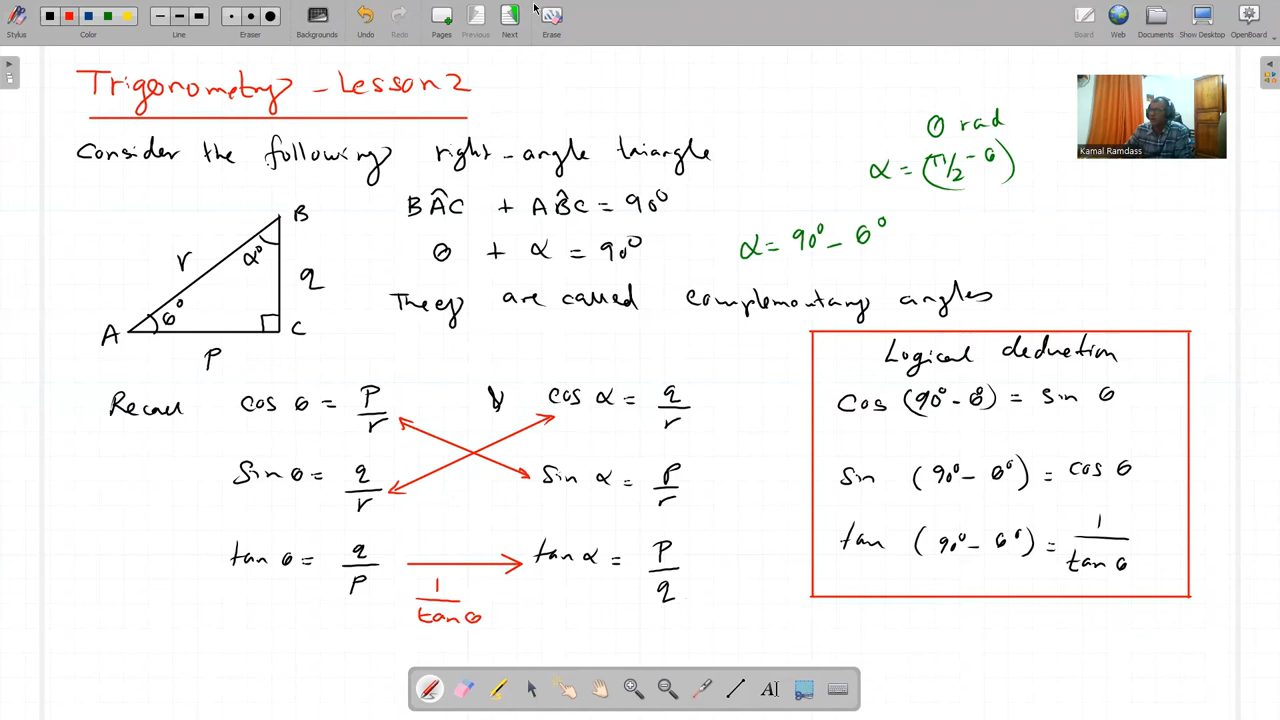 Stylus Color Line Eraser Backgrounds Undo Redo Pages Previous Next Erase Board Web Documents Show Desktop OpenBoard
Trigonometry - Lesson 2
Kamal Ramdass
Consider the following right-angle triangle
θ rad
α = (π/2 - θ)
BÂC + AB̂C = 90°
θ + α = 90°
α = 90° - θ°
They are called complementary angles
B
α°
r
q
θ°
A
C
P
Recall cos θ = P/r
cos α = q/r
Sin θ = q/r
sin α = P/r
tan θ = q/P
tan α = P/q
1/tan θ
Logical deduction
Cos (90° - θ°) = sin θ
sin (90° - θ°) = cos θ
tan (90° - θ°) = 1/tan θ